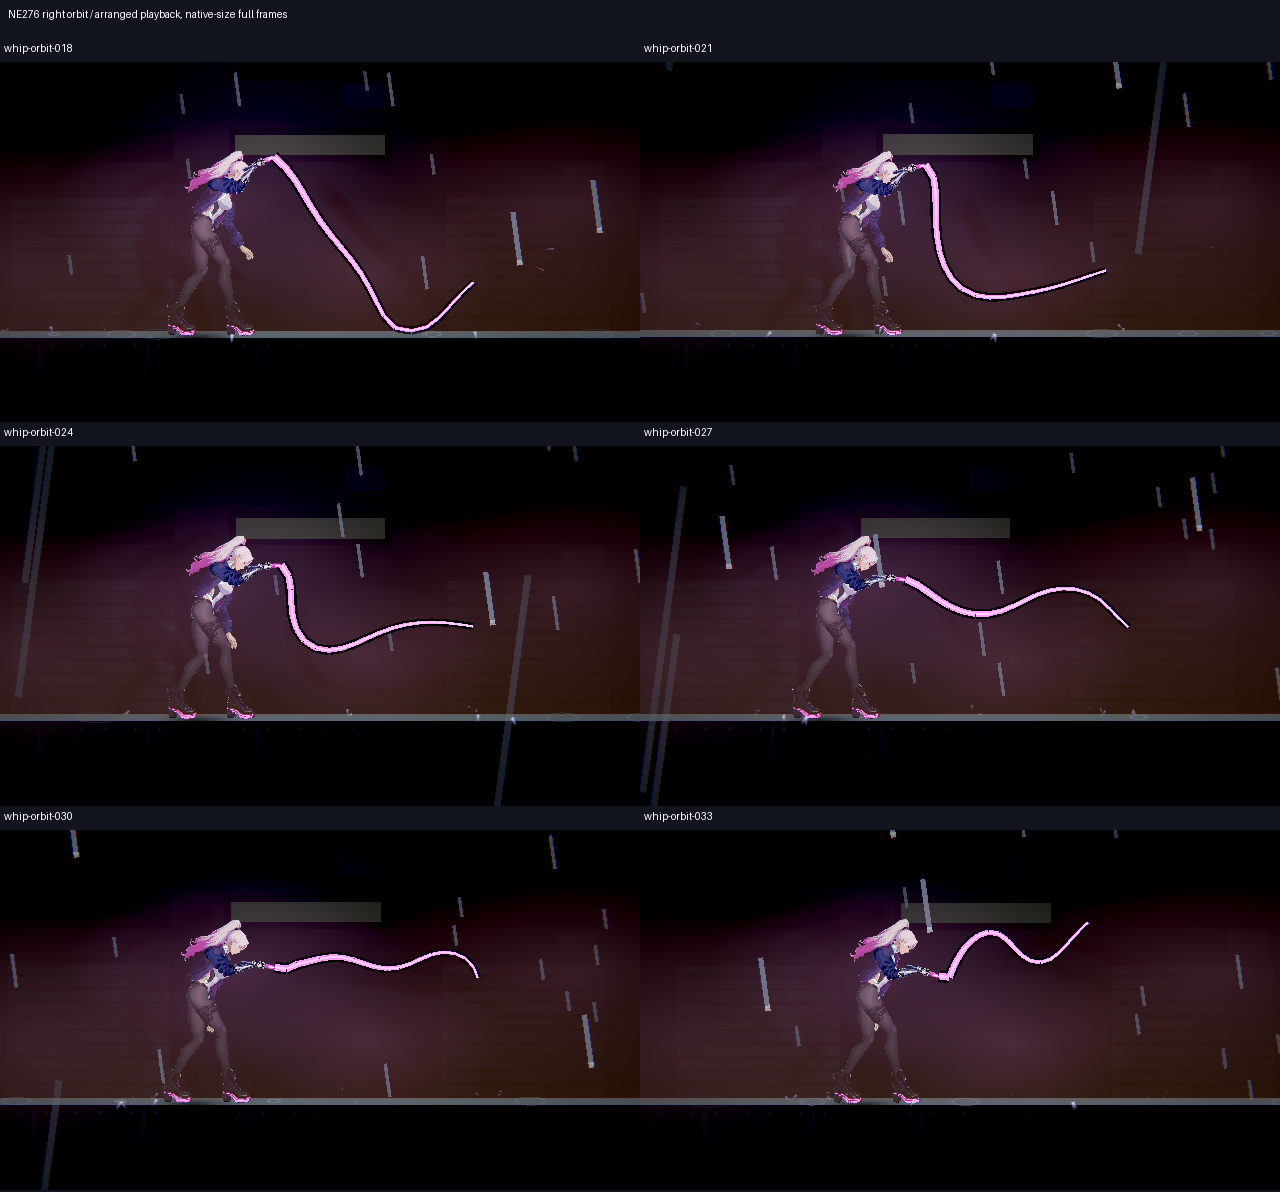 NE276 right orbit / arranged playback, native-size full frames
whip-orbit-018
whip-orbit-021
whip-orbit-024
whip-orbit-027
whip-orbit-030
whip-orbit-033